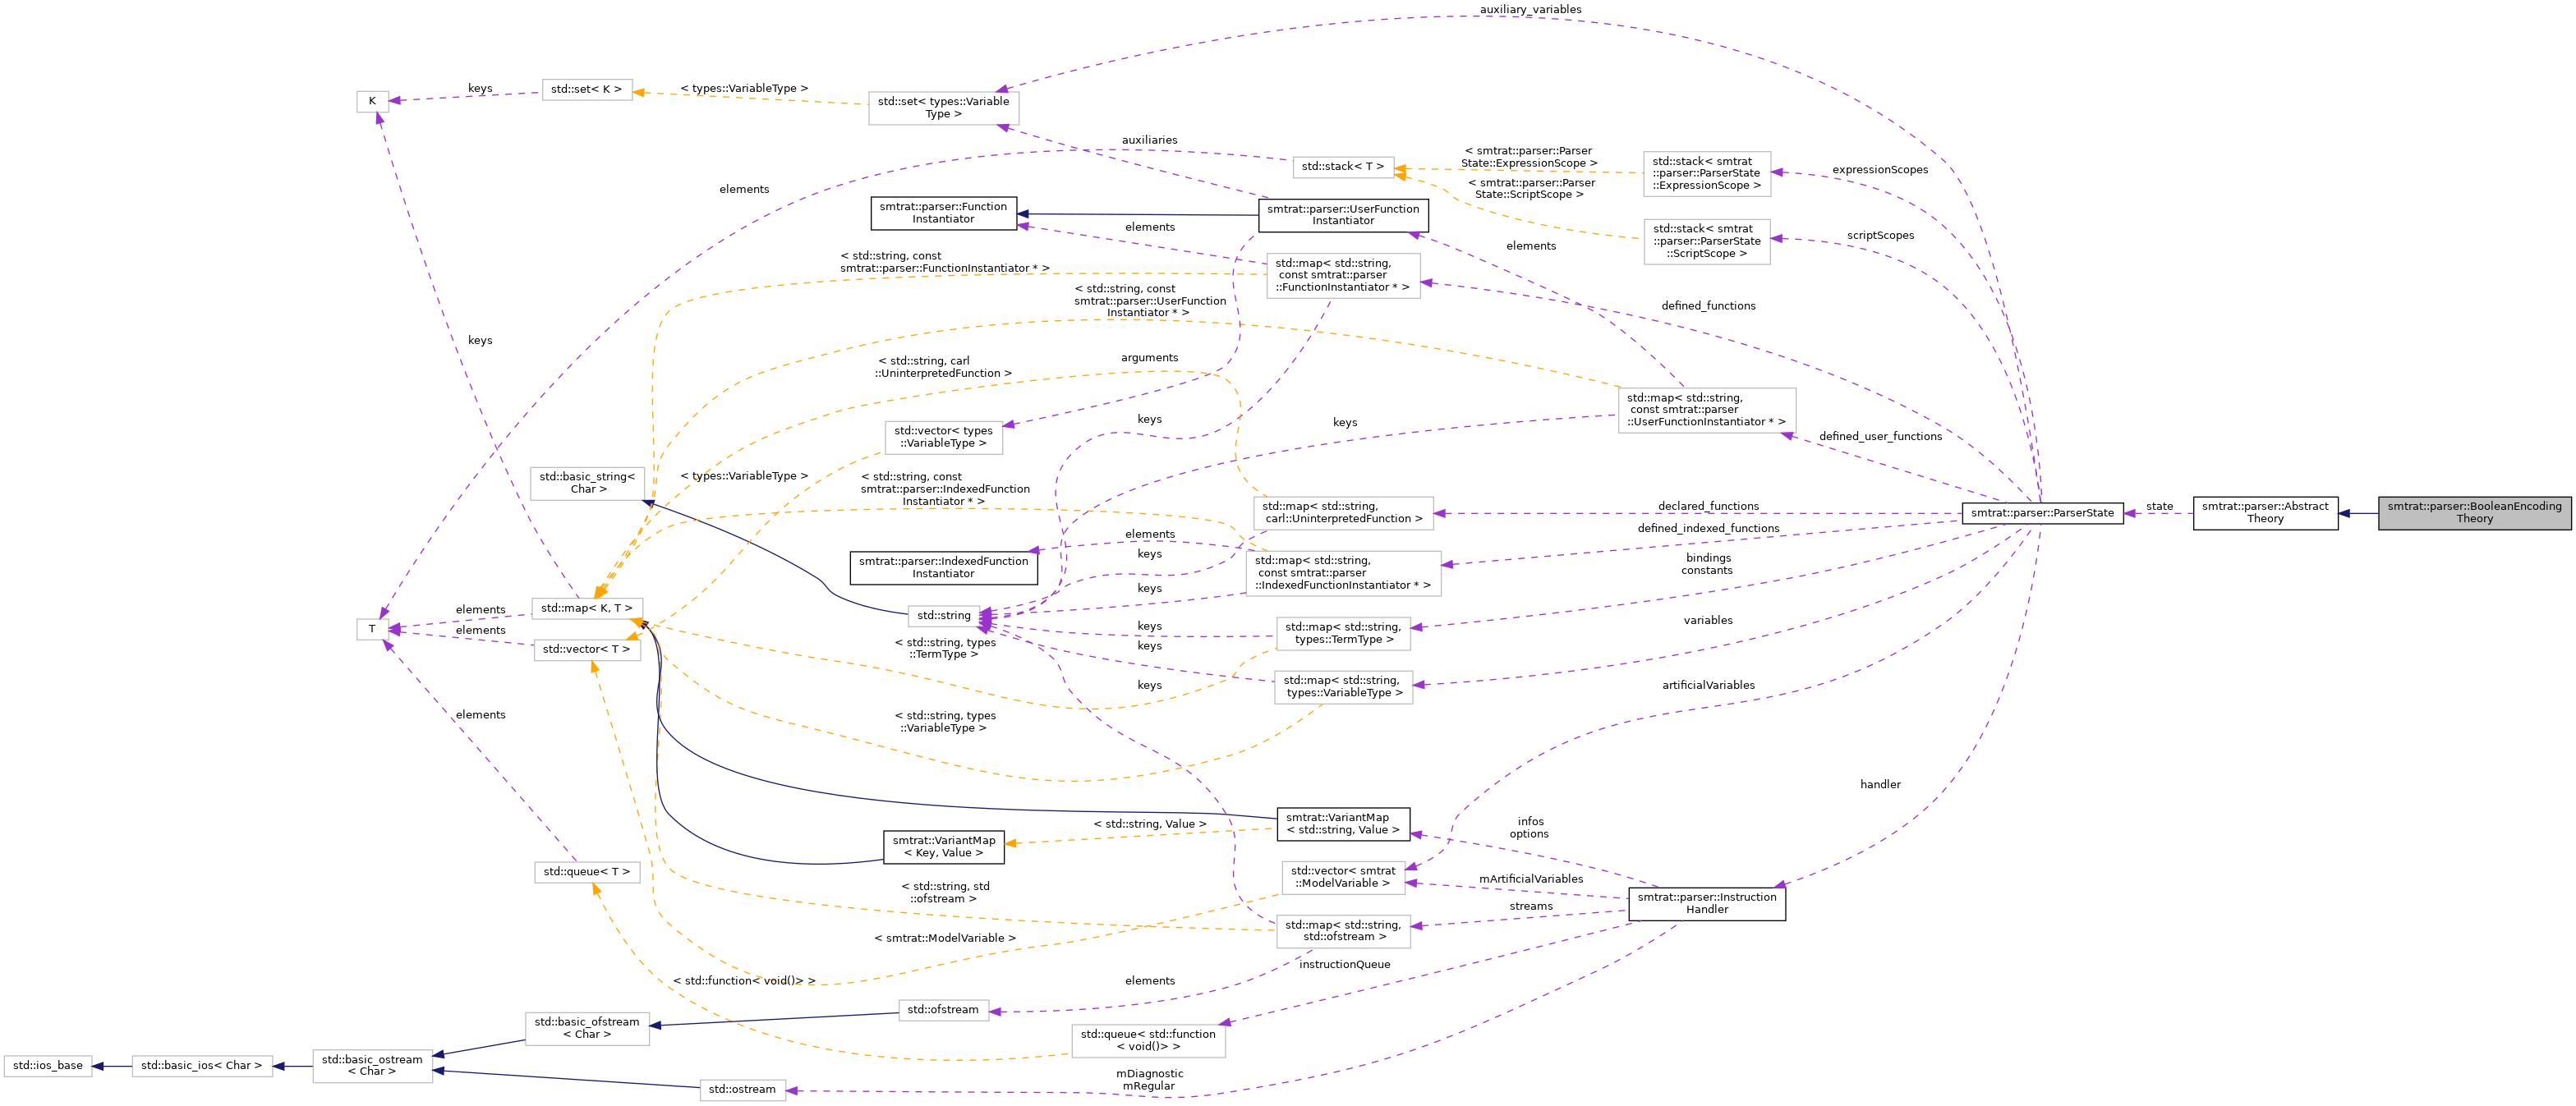 auxiliary_variables
K
keys
std::set< K >
< types::VariableType >
std::set< types::Variable
Type >
auxiliaries
elements
std::stack< T >
< smtrat::parser::Parser
State::ExpressionScope >
< smtrat::parser::Parser
State::ScriptScope >
std::stack< smtrat
::parser::ParserState
::ExpressionScope >
expressionScopes
smtrat::parser::Function
Instantiator
smtrat::parser::UserFunction
Instantiator
elements
elements
std::stack< smtrat
::parser::ParserState
::ScriptScope >
scriptScopes
< std::string, const
smtrat::parser::FunctionInstantiator * >
std::map< std::string,
const smtrat::parser
::FunctionInstantiator * >
defined_functions
< std::string, const
smtrat::parser::UserFunction
Instantiator * >
keys
< std::string, carl
::UninterpretedFunction >
arguments
std::map< std::string,
const smtrat::parser
::UserFunctionInstantiator * >
keys
keys
defined_user_functions
std::vector< types
::VariableType >
std::basic_string<
Char >
< types::VariableType >
< std::string, const
smtrat::parser::IndexedFunction
Instantiator * >
std::map< std::string,
carl::UninterpretedFunction >
declared_functions
smtrat::parser::ParserState
state
smtrat::parser::Abstract
Theory
smtrat::parser::BooleanEncoding
Theory
defined_indexed_functions
elements
keys
smtrat::parser::IndexedFunction
Instantiator
std::map< std::string,
const smtrat::parser
::IndexedFunctionInstantiator * >
bindings
constants
keys
std::map< K, T >
elements
T
elements
std::vector< T >
std::string
keys
keys
std::map< std::string,
types::TermType >
variables
< std::string, types
::TermType >
keys
std::map< std::string,
types::VariableType >
artificialVariables
elements
< std::string, types
::VariableType >
handler
smtrat::VariantMap
< std::string, Value >
< std::string, Value >
infos
options
smtrat::VariantMap
< Key, Value >
std::queue< T >
std::vector< smtrat
::ModelVariable >
mArtificialVariables
smtrat::parser::Instruction
Handler
< std::string, std
::ofstream >
streams
std::map< std::string,
std::ofstream >
< smtrat::ModelVariable >
instructionQueue
< std::function< void()> >
elements
std::ofstream
std::basic_ofstream
< Char >
std::queue< std::function
< void()> >
std::ios_base
std::basic_ios< Char >
std::basic_ostream
< Char >
std::ostream
mDiagnostic
mRegular